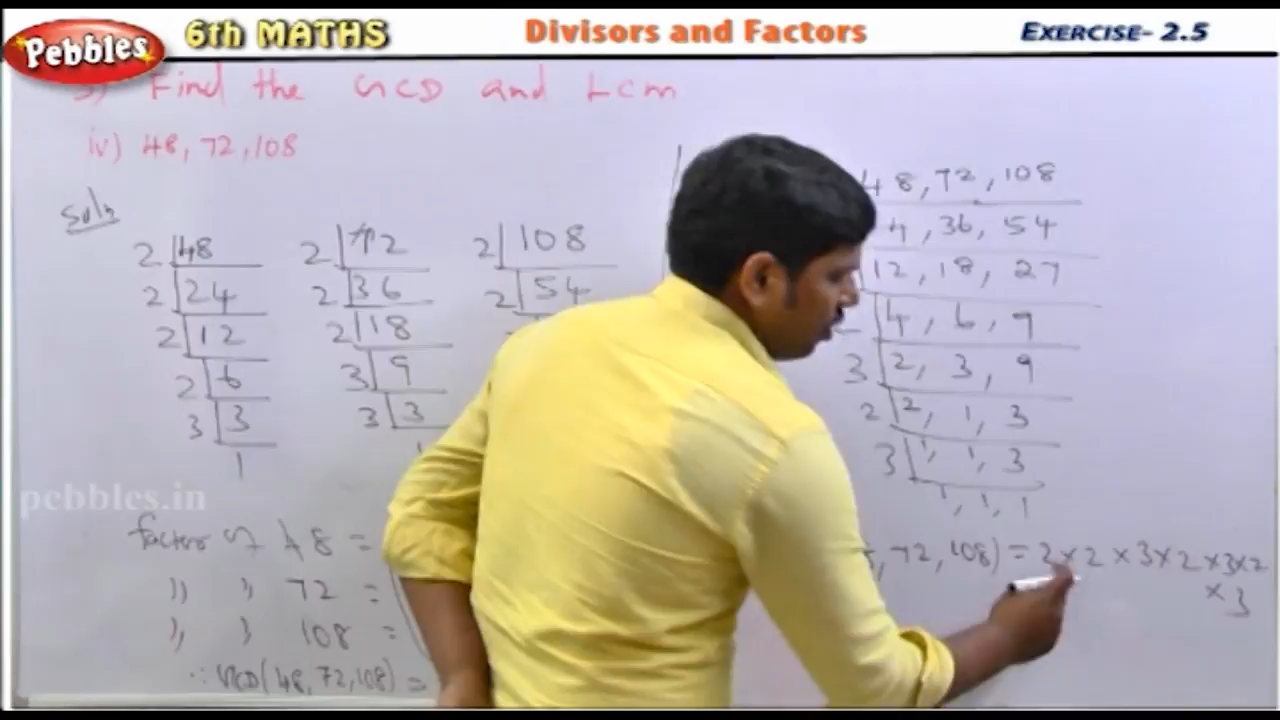 Pebbles
6th MATHS
Divisors and Factors
EXERCISE- 2.5
Find the GCD and Lcm
iv) 48, 72, 108
Soln
2 48
2 24
2 12
2 6
3 3
1
2 72
2 36
2 18
3 9
3 3
2 108
2 54
48, 72, 108
4, 36, 54
12, 18, 27
4, 6, 9
3 2, 3, 9
2 2, 1, 3
3 1, 1, 3
1, 1, 1
pebbles.in
factors of 48 =
,, ,, 72 =
,, ,, 108 =
∴ GCD(48, 72, 108) =
, 72, 108) = 2×2×3×2×3×2
×3